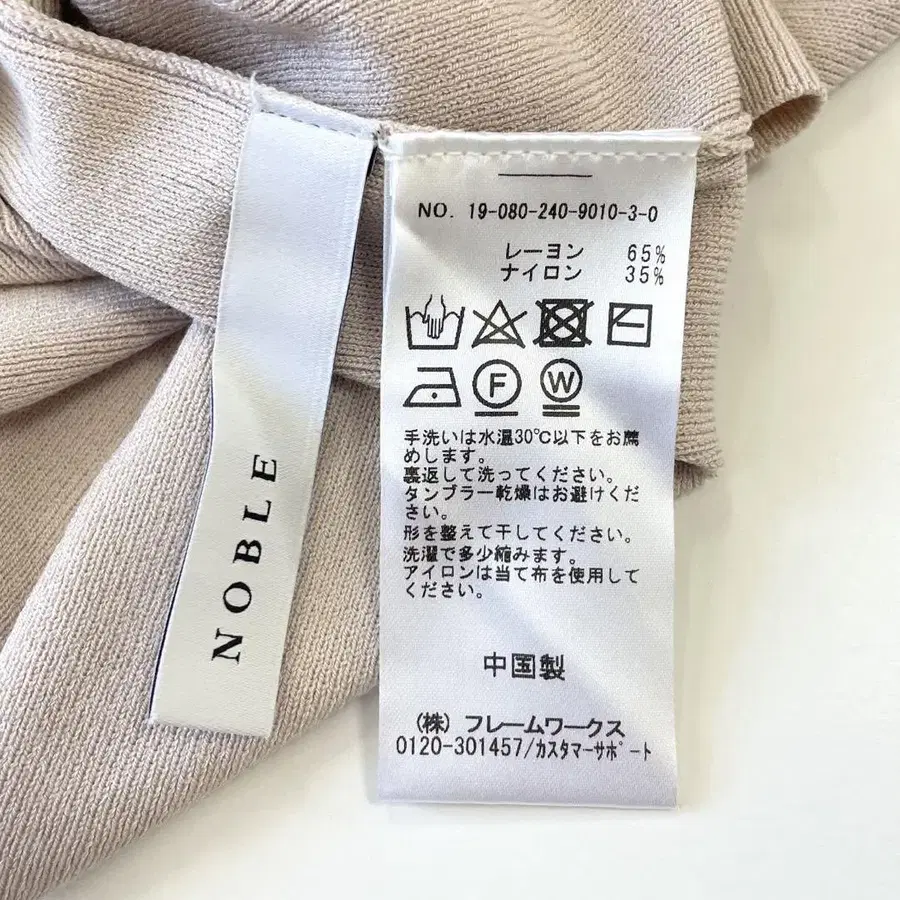 NOBLE
NO. 19-080-240-9010-3-0
レーヨン 65%
ナイロン 35%
F W
手洗いは水温30℃以下をお薦
めします。
裏返して洗ってください。
タンブラー乾燥はお避けくだ
さい。
形を整えて干してください。
洗濯で多少縮みます。
アイロンは当て布を使用して
ください。
中国製
(株) フレームワークス
0120-301457/カスタマーサポート